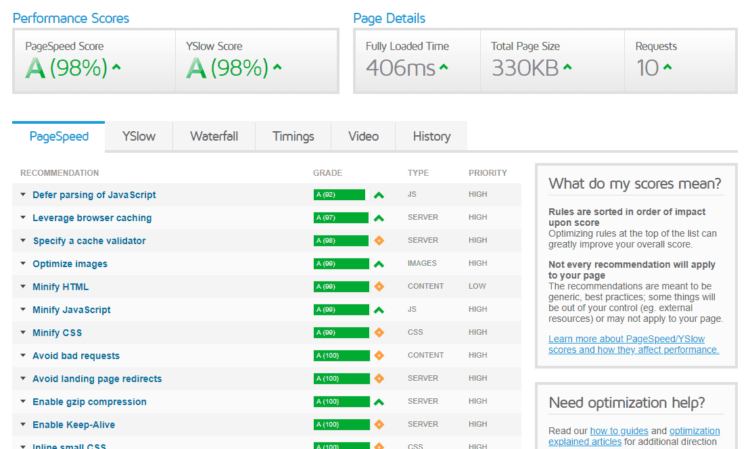 Performance Scores
Page Details
PageSpeed Score
YSlow Score
Fully Loaded Time
Total Page Size
Requests
A (98%)
A (98%)
406ms
330KB
10
PageSpeed
YSlow
Waterfall
Timings
Video
History
RECOMMENDATION GRADE TYPE PRIORITY
Defer parsing of JavaScript A (92) JS HIGH
Leverage browser caching A (97) SERVER HIGH
Specify a cache validator A (98) SERVER HIGH
Optimize images A (99) IMAGES HIGH
Minify HTML A (99) CONTENT LOW
Minify JavaScript A (99) JS HIGH
Minify CSS A (99) CSS HIGH
Avoid bad requests A (100) CONTENT HIGH
Avoid landing page redirects A (100) SERVER HIGH
Enable gzip compression A (100) SERVER HIGH
Enable Keep-Alive A (100) SERVER HIGH
Inline small CSS A (100) CSS HIGH
What do my scores mean?
Rules are sorted in order of impact
upon score
Optimizing rules at the top of the list can
greatly improve your overall score.
Not every recommendation will apply
to your page
The recommendations are meant to be
generic, best practices; some things will
be out of your control (eg. external
resources) or may not apply to your page.
Learn more about PageSpeed/YSlow
scores and how they affect performance.
Need optimization help?
Read our how to guides and optimization
explained articles for additional direction